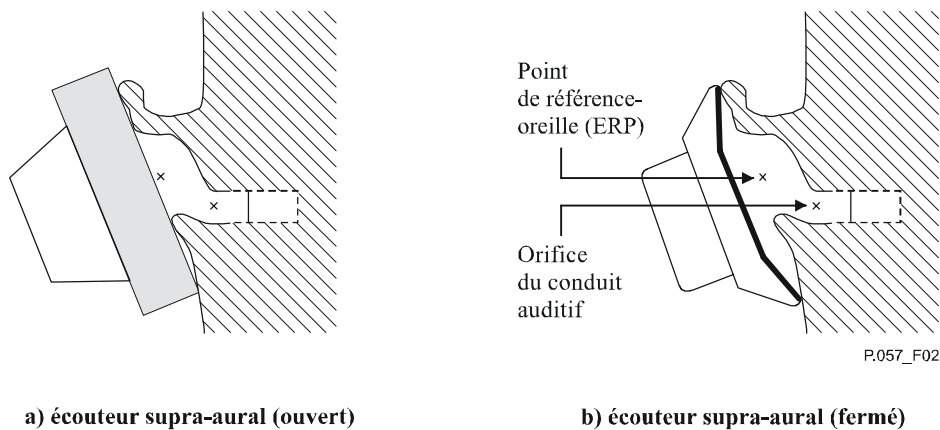 Point
de référence-
oreille (ERP)
Orifice
du conduit
auditif
P.057_F02
a) écouteur supra-aural (ouvert)
b) écouteur supra-aural (fermé)